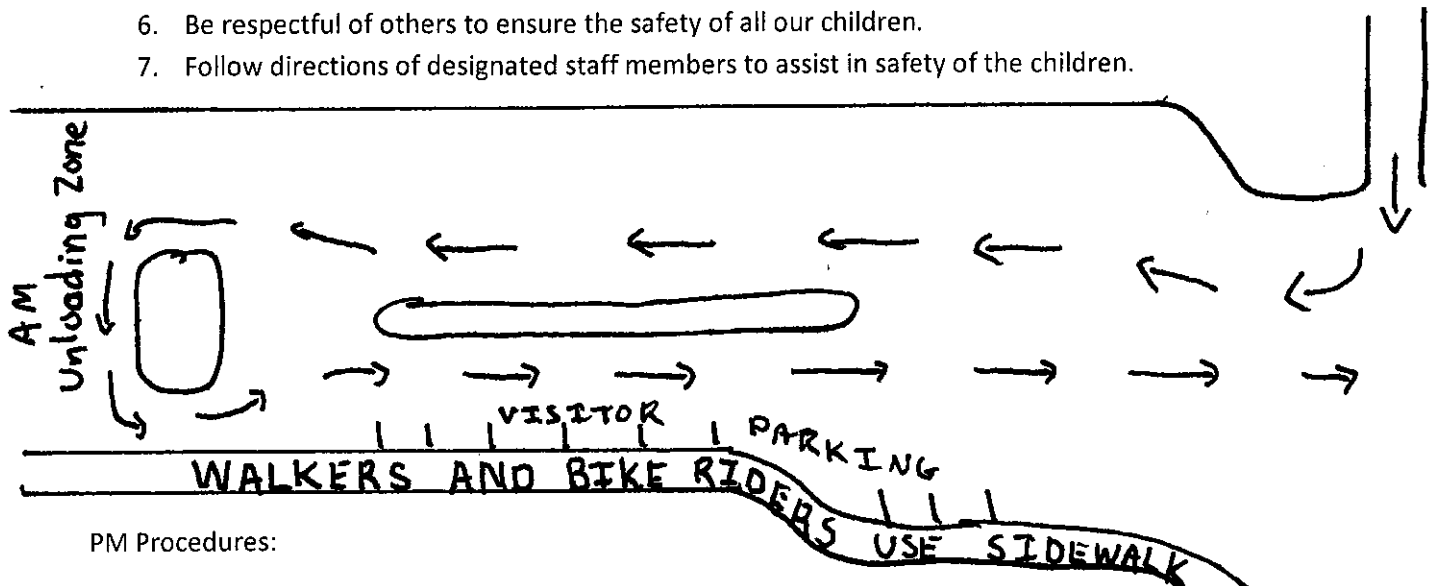 6. Be respectful of others to ensure the safety of all our children.
7. Follow directions of designated staff members to assist in safety of the children.
AM
Unloading Zone
VISITOR PARKING
WALKERS AND BIKE RIDERS USE SIDEWALK
PM Procedures: